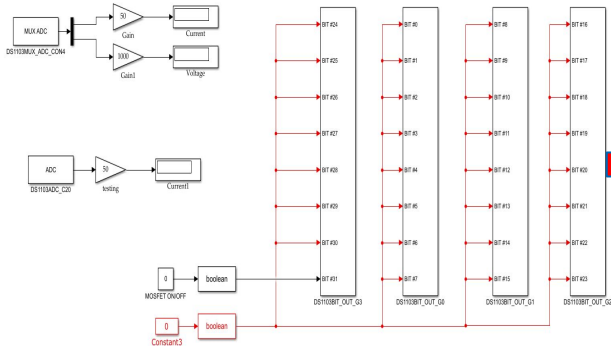 MUX ADC
DS1103MUX_ADC_CON4
50
Gain
Current
1000
Gain1
Voltage
ADC
DS1103ADC_C20
50
testing
Current1
0
MOSFET ON/OFF
boolean
0
Constant3
boolean
BIT #24
BIT #25
BIT #26
BIT #27
BIT #28
BIT #29
BIT #30
BIT #31
DS1103BIT_OUT_G3
BIT #0
BIT #1
BIT #2
BIT #3
BIT #4
BIT #5
BIT #6
BIT #7
DS1103BIT_OUT_G0
BIT #8
BIT #9
BIT #10
BIT #11
BIT #12
BIT #13
BIT #14
BIT #15
DS1103BIT_OUT_G1
BIT #16
BIT #17
BIT #18
BIT #19
BIT #20
BIT #21
BIT #22
BIT #23
DS1103BIT_OUT_G2